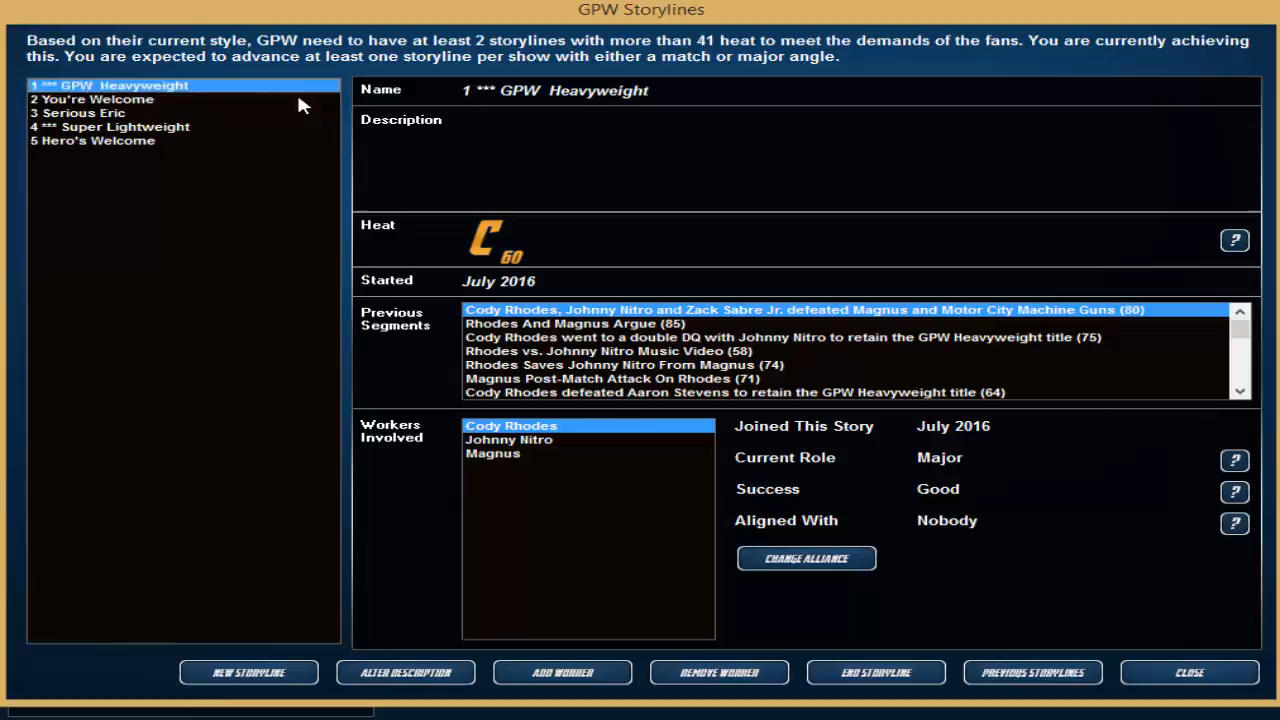 GPW Storylines
Based on their current style, GPW need to have at least 2 storylines with more than 41 heat to meet the demands of the fans. You are currently achieving
this. You are expected to advance at least one storyline per show with either a match or major angle.
1 *** GPW Heavyweight
2 You're Welcome
3 Serious Eric
4 *** Super Lightweight
5 Hero's Welcome
Name
1 *** GPW Heavyweight
Description
Heat
C 60
?
Started
July 2016
Previous
Segments
Cody Rhodes, Johnny Nitro and Zack Sabre Jr. defeated Magnus and Motor City Machine Guns (80)
Rhodes And Magnus Argue (85)
Cody Rhodes went to a double DQ with Johnny Nitro to retain the GPW Heavyweight title (75)
Rhodes vs. Johnny Nitro Music Video (58)
Rhodes Saves Johnny Nitro From Magnus (74)
Magnus Post-Match Attack On Rhodes (71)
Cody Rhodes defeated Aaron Stevens to retain the GPW Heavyweight title (64)
Workers
Involved
Cody Rhodes
Johnny Nitro
Magnus
Joined This Story
July 2016
Current Role
Major
?
Success
Good
?
Aligned With
Nobody
?
CHANGE ALLIANCE
NEW STORYLINE
ALTER DESCRIPTION
ADD WORKER
REMOVE WORKER
END STORYLINE
PREVIOUS STORYLINES
CLOSE